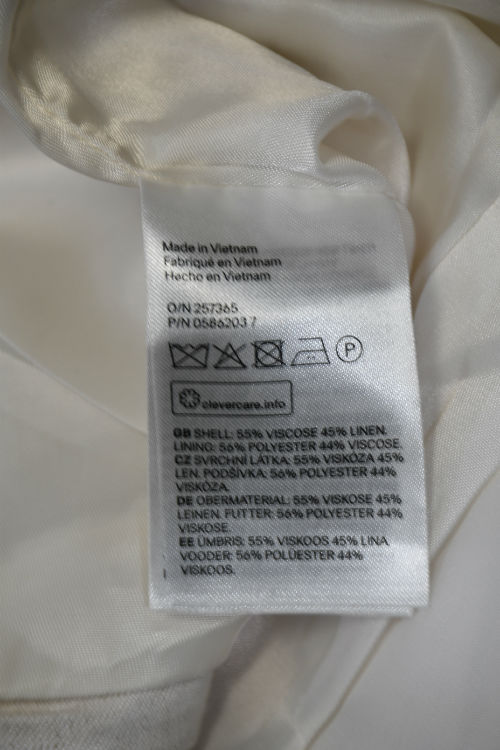 Made in Vietnam
Fabriqué en Vietnam
Hecho en Vietnam
O/N 257365
P/N 0586203 7
P
clevercare.info
GB SHELL: 55% VISCOSE 45% LINEN.
LINING: 56% POLYESTER 44% VISCOSE.
CZ SVRCHNÍ LÁTKA: 55% VISKÓZA 45%
LEN. PODŠÍVKA: 56% POLYESTER 44%
VISKÓZA.
DE OBERMATERIAL: 55% VISKOSE 45%
LEINEN. FUTTER: 56% POLYESTER 44%
VISKOSE.
EE ÜMBRIS: 55% VISKOOS 45% LINA
VOODER: 56% POLÜESTER 44%
VISKOOS.